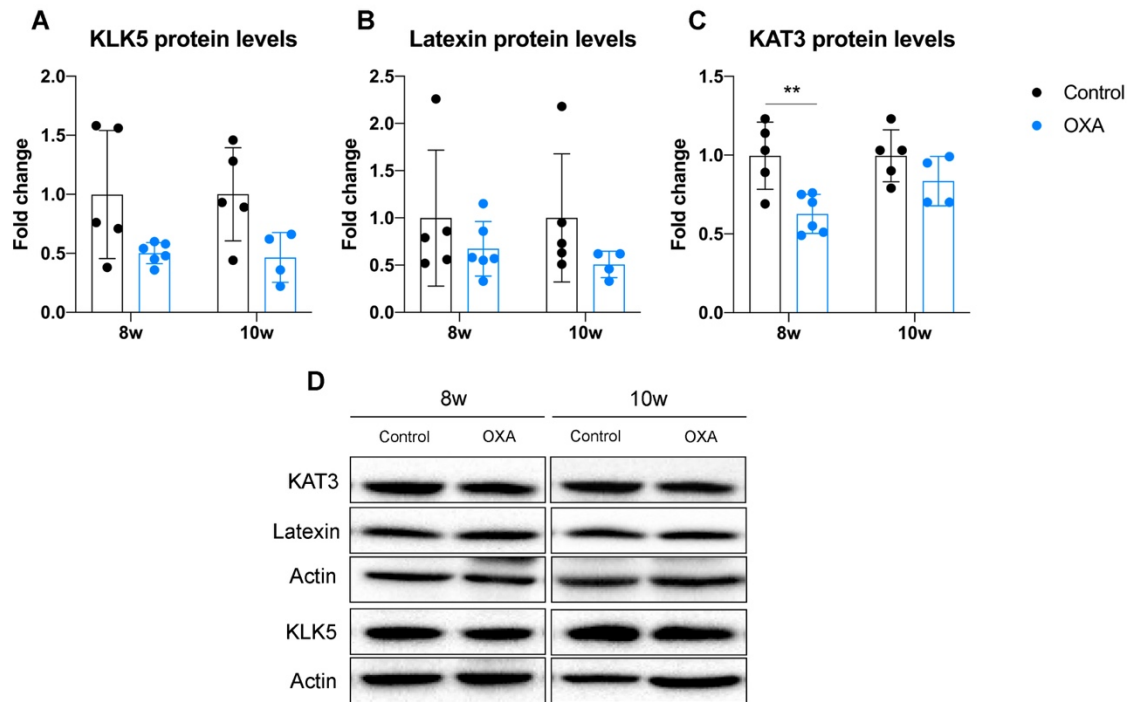 A
KLK5 protein levels
Fold change
2.0
1.5
1.0
0.5
0.0
8w
10w
B
Latexin protein levels
Fold change
2.5
2.0
1.5
1.0
0.5
0.0
8w
10w
C
KAT3 protein levels
Fold change
1.5
1.0
0.5
0.0
**
8w
10w
Control
OXA
D
8w 10w
Control OXA Control OXA
KAT3
Latexin
Actin
KLK5
Actin